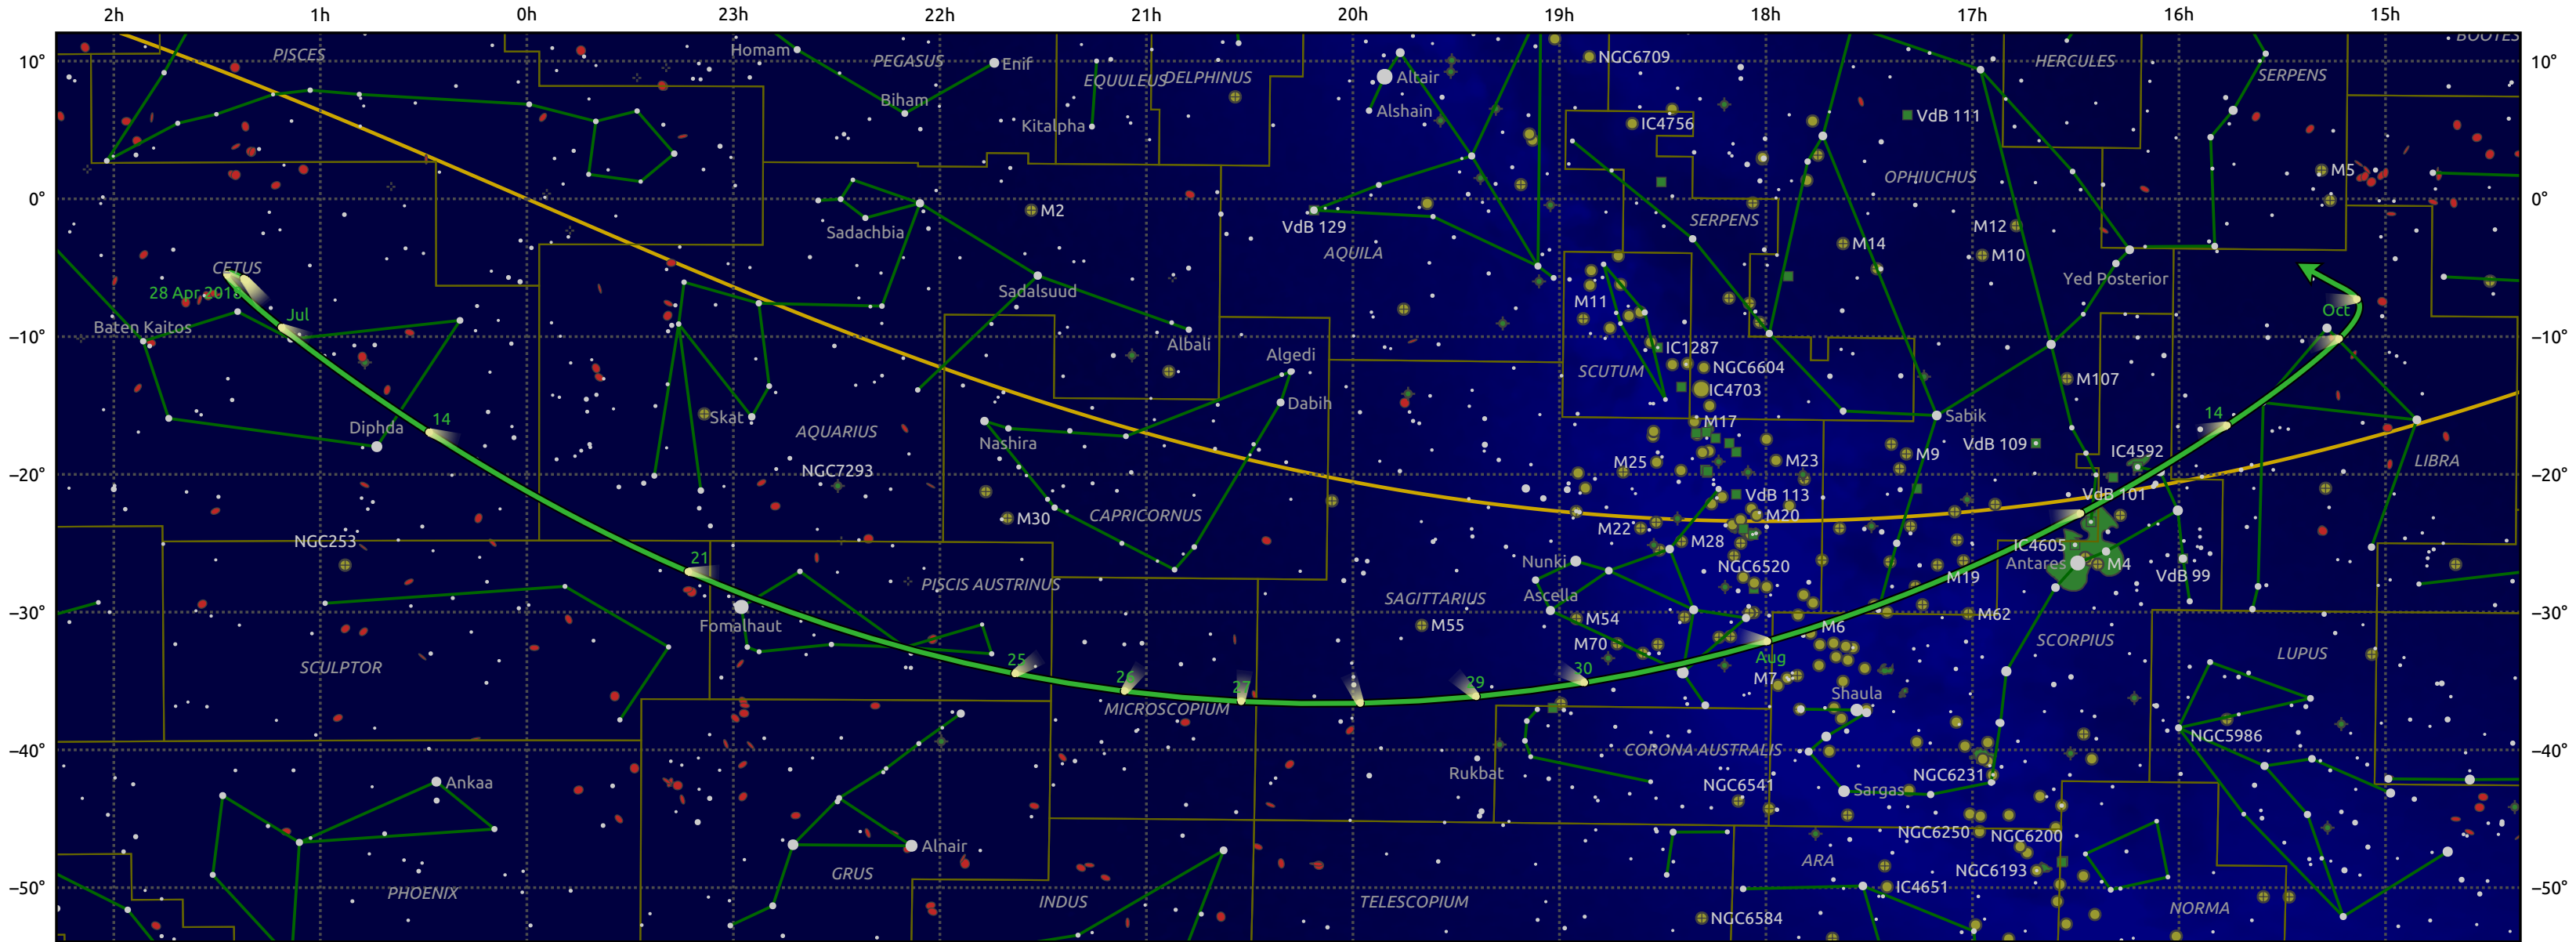 2h 1h 0h 23h 22h 21h 20h 19h 18h 17h 16h 15h
10° PISCES Homam PEGASUS Enif EQUULEUS DELPHINUS Altair NGC6709 HERCULES SERPENS BOOTES 10°
Biham Kitalpha Alshain IC4756 VdB 111
OPHIUCHUS M5
0° M2 VdB 129 SERPENS 0°
Sadachbia AQUILA M14 M12 M10
CETUS Sadalsuud Yed Posterior
28 Apr 2018 Jul M11 Oct
Baten Kaitos
−10° Albali Algedi IC1287 −10°
SCUTUM NGC6604 M107
IC4703
Diphda 14 Skat Nashira Dabih M17 Sabik 14
AQUARIUS VdB 109 IC4592
−20° NGC7293 M25 M23 M9 LIBRA −20°
M30 CAPRICORNUS VdB 113 VdB 101
M20
NGC253 M22 M28 IC4605
21 Nunki NGC6520 Antares M4
PISCIS AUSTRINUS Ascella SAGITTARIUS M19 VdB 99
−30° Fomalhaut M55 M54 M6 M62 −30°
SCULPTOR 25 M70 Aug SCORPIUS LUPUS
26 27 29 30 M7
MICROSCOPIUM Shaula
−40° CORONA AUSTRALIS NGC5986 −40°
Ankaa Rukbat NGC6541 Sargas NGC6231
Alnair NGC6250 NGC6200
PHOENIX GRUS ARA NGC6193
−50° INDUS TELESCOPIUM IC4651 NORMA −50°
NGC6584